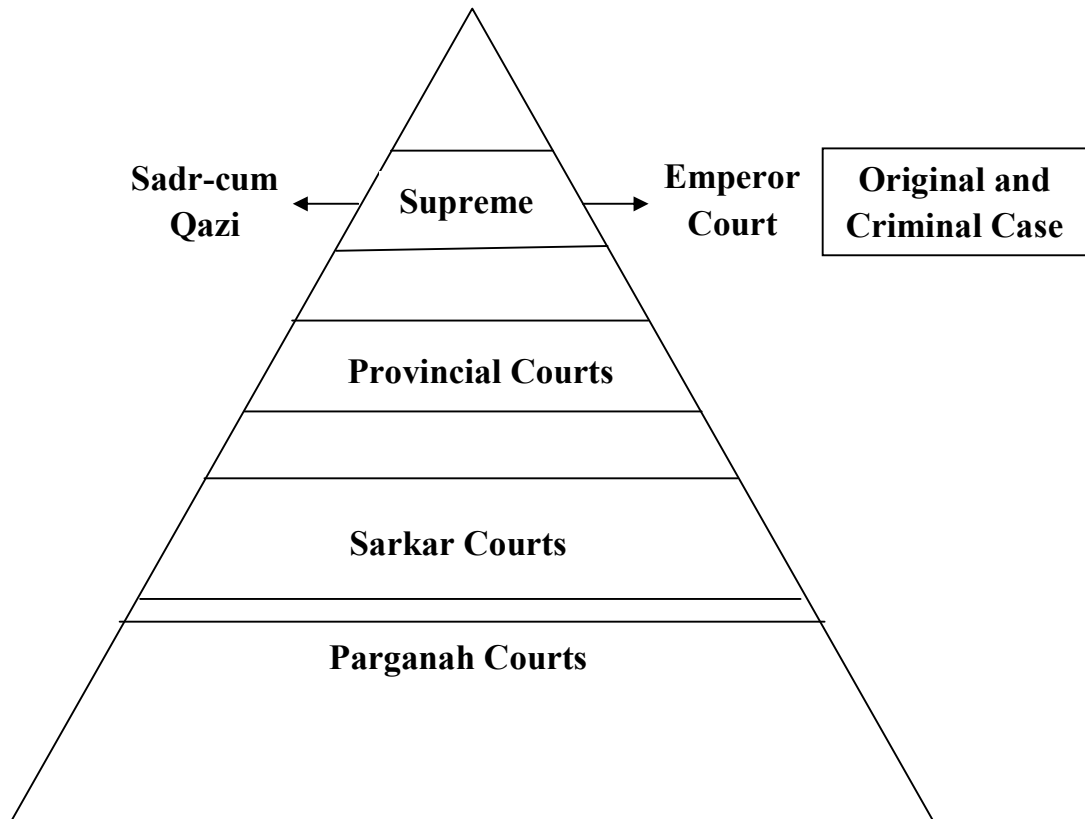 Sadr-cum
Qazi
Supreme
Emperor
Court
Original and
Criminal Case
Provincial Courts
Sarkar Courts
Parganah Courts